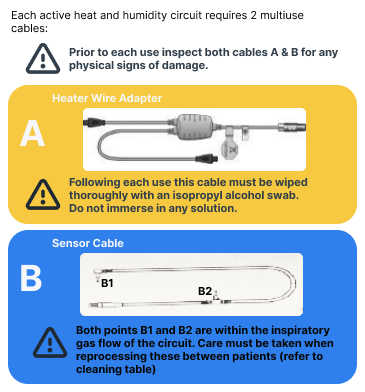 Each active heat and humidity circuit requires 2 multiuse
cables:
Prior to each use inspect both cables A & B for any
physical signs of damage.
Heater Wire Adapter
A
Following each use this cable must be wiped
thoroughly with an isopropyl alcohol swab.
Do not immerse in any solution.
Sensor Cable
B
B1
B2
Both points B1 and B2 are within the inspiratory
gas flow of the circuit. Care must be taken when
reprocessing these between patients (refer to
cleaning table)